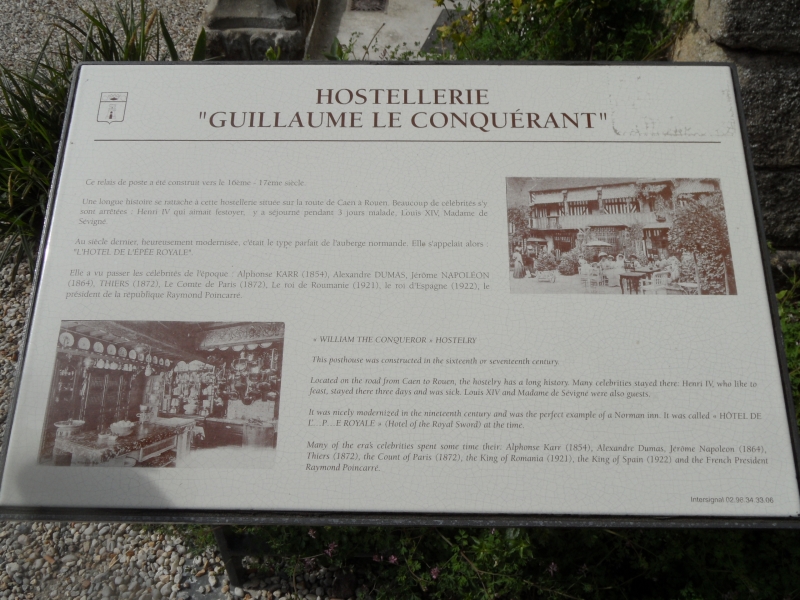 HOSTELLERIE
"GUILLAUME LE CONQUÉRANT"
Ce relais de poste a été construit vers le 16ème - 17ème siècle.
Une longue histoire se rattache à cette hostellerie située sur la route de Caen à Rouen. Beaucoup de célébrités s'y
sont arrêtées : Henri IV qui aimait festoyer, y a séjourné pendant 3 jours malade, Louis XIV, Madame de
Sévigné.
Au siècle dernier, heureusement modernisée, c'était le type parfait de l'auberge normande. Elle s'appelait alors :
"L'HOTEL DE L'ÉPÉE ROYALE".
Elle a vu passer les célébrités de l'époque : Alphonse KARR (1854), Alexandre DUMAS, Jérôme NAPOLEON
(1864), THIERS (1872), Le Comte de Paris (1872), Le roi de Roumanie (1921), le roi d'Espagne (1922), le
président de la république Raymond Poincarré.
« WILLIAM THE CONQUEROR » HOSTELRY
This posthouse was constructed in the sixteenth or seventeenth century.
Located on the road from Caen to Rouen, the hostelry has a long history. Many celebrities stayed there. Henri IV, who like to
feast, stayed there three days and was sick. Louis XIV and Madame de Sévigné were also guests.
It was nicely modernized in the nineteenth century and was the perfect example of a Norman inn. It was called « HÔTEL DE
L'…P…E ROYALE » (Hotel of the Royal Sword) at the time.
Many of the era's celebrities spent some time their: Alphonse Karr (1854), Alexandre Dumas, Jérôme Napoleon (1864),
Thiers (1872), the Count of Paris (1872), the King of Romania (1921), the King of Spain (1922) and the French President
Raymond Poincarré.
Intersignal 02.36.34.33.06